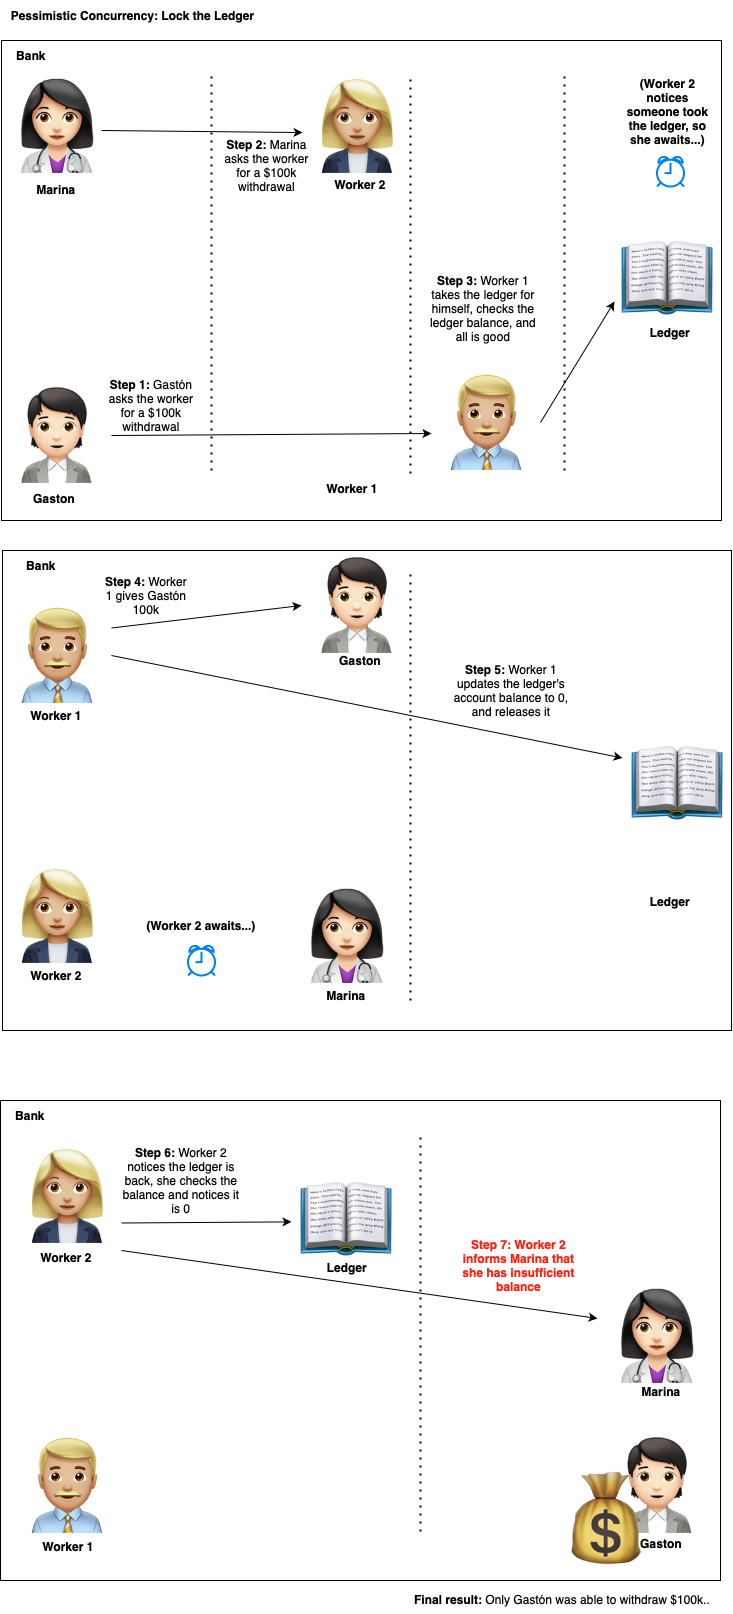 Pessimistic Concurrency: Lock the Ledger
Bank
Marina
Step 2: Marina
asks the worker
for a $100k
withdrawal
Worker 2
(Worker 2
notices
someone took
the ledger, so
she awaits...)
Step 3: Worker 1
takes the ledger for
himself, checks the
ledger balance, and
all is good
Ledger
Step 1: Gastón
asks the worker
for a $100k
withdrawal
Gaston
Worker 1
Bank
Step 4: Worker
1 gives Gastón
100k
Gaston
Worker 1
Step 5: Worker 1
updates the ledger's
account balance to 0,
and releases it
Ledger
(Worker 2 awaits...)
Worker 2
Marina
Bank
Step 6: Worker 2
notices the ledger is
back, she checks the
balance and notices it
is 0
Worker 2
Ledger
Step 7: Worker 2
informs Marina that
she has insufficient
balance
Marina
Worker 1
$
Gaston
Final result: Only Gastón was able to withdraw $100k..